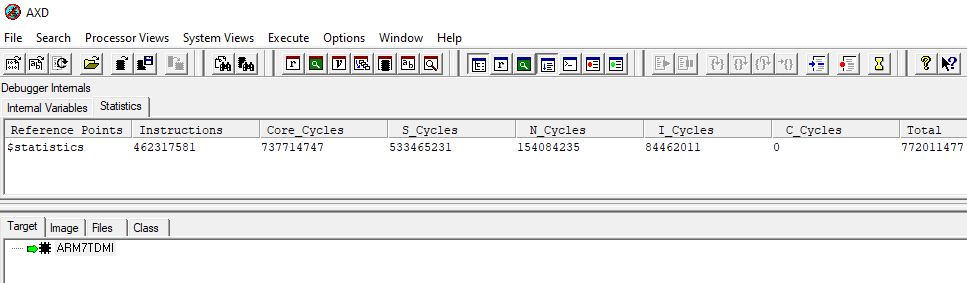 AXD
File Search Processor Views System Views Execute Options Window Help
Debugger Internals
Internal Variables Statistics
Reference Points Instructions Core_Cycles S_Cycles N_Cycles I_Cycles C_Cycles Total
$statistics 462317581 737714747 533465231 154084235 84462011 0 772011477
Target Image Files Class
ARM7TDMI